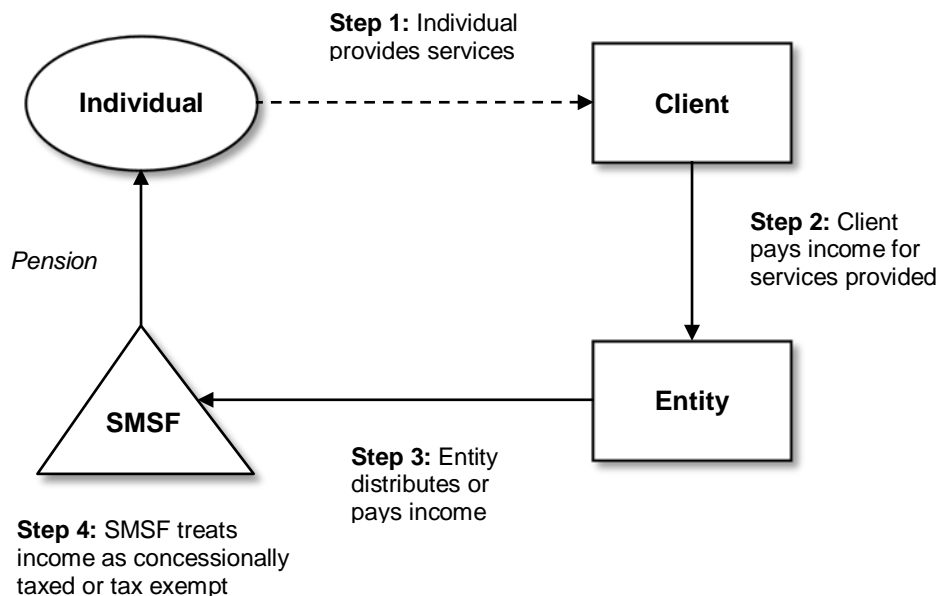 Step 1: Individual
provides services
Individual
Client
Step 2: Client
pays income for
services provided
Pension
Entity
SMSF
Step 3: Entity
distributes or
pays income
Step 4: SMSF treats
income as concessionally
taxed or tax exempt